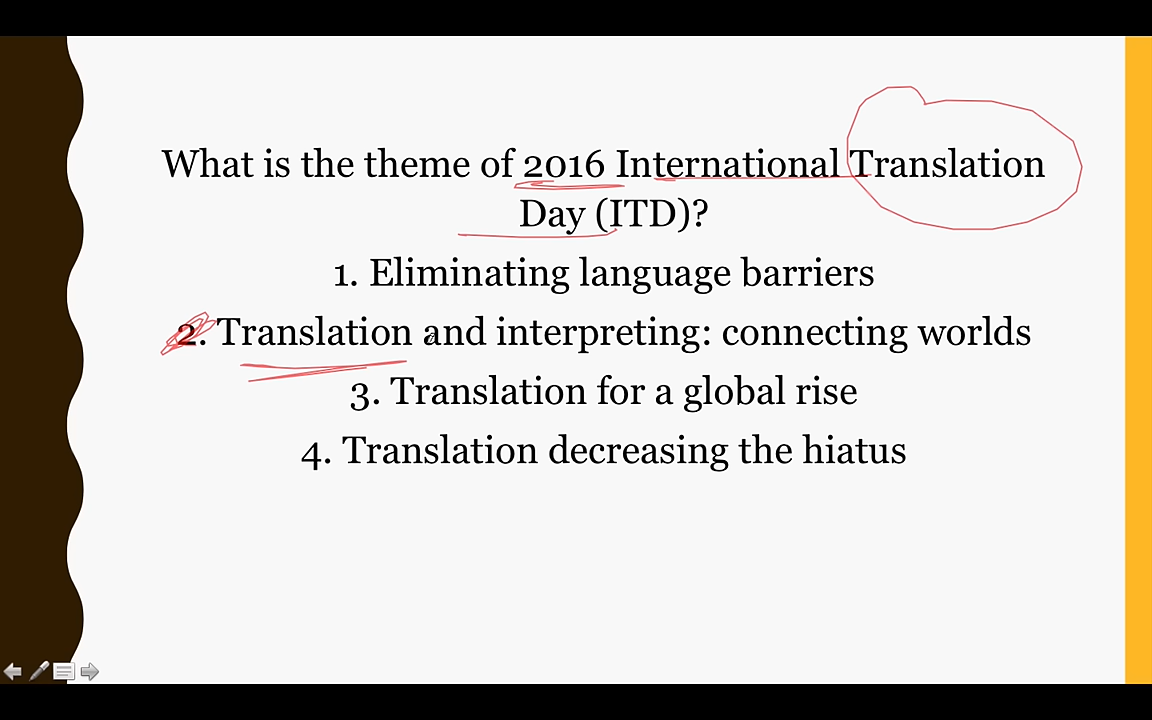 What is the theme of 2016 International Translation
Day (ITD)?
1. Eliminating language barriers
2. Translation and interpreting: connecting worlds
3. Translation for a global rise
4. Translation decreasing the hiatus